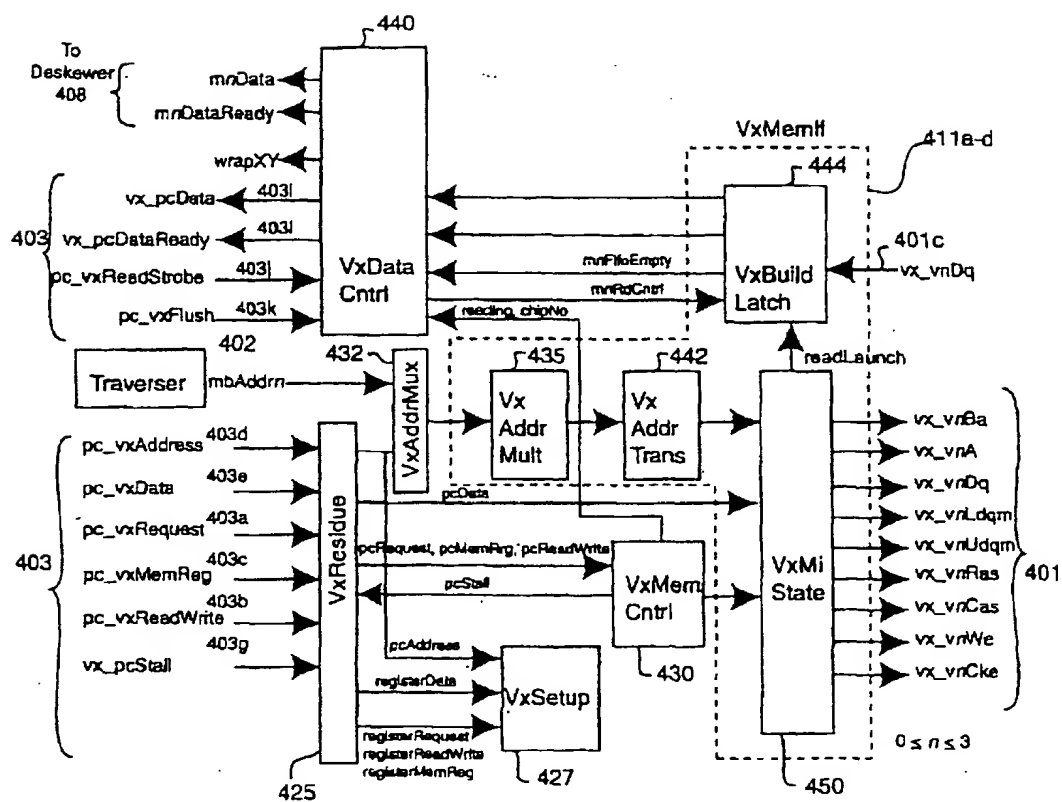 440
To
Deskewer
408
mnData
mnDataReady
wrapXY
VxMemIf
411a-d
444
403
vx_pcData
403i
vx_pcDataReady
403l
pc_vxReadStrobe
403j
pc_vxFlush
403k
VxData
Cntrl
mnFifoEmpty
mnRdCntrl
reading, chipNo
VxBuild
Latch
401c
vx_vnDq
readLaunch
402
Traverser
mbAddrn
432
VxAddrMux
435
Vx
Addr
Mult
442
Vx
Addr
Trans
403
pc_vxAddress
403d
pc_vxData
403e
pc_vxRequest
403a
pc_vxMemReg
403c
pc_vxReadWrite
403b
vx_pcStall
403g
VxResidue
425
pcData
pcRequest, pcMemRrg, pcReadWrite
pcStall
pcAddress
registerData
registerRequest
registerReadWrite
registerMemReg
VxMem
Cntrl
430
VxSetup
427
VxMi
State
450
vx_vnBa
vx_vnA
vx_vnDq
vx_vnLdqm
vx_vnUdqm
vx_vnRas
vx_vnCas
vx_vnWe
vx_vnCke
401
0 ≤ n ≤ 3